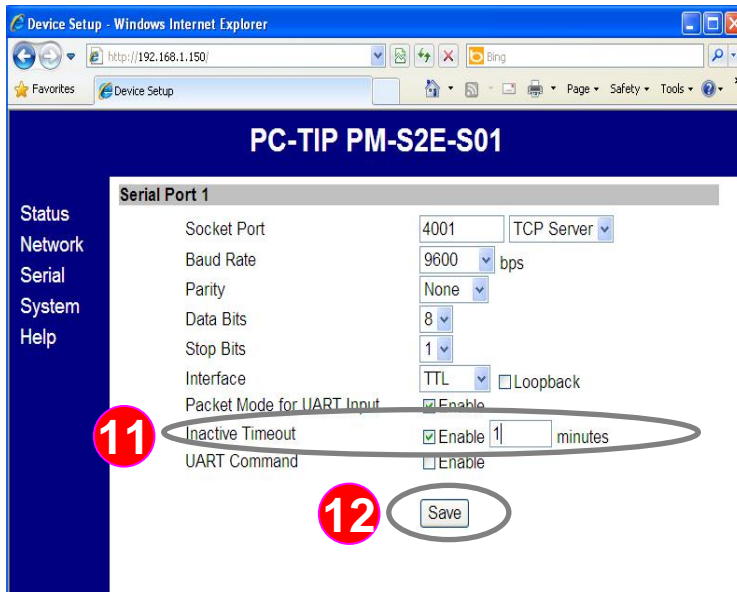 Device Setup - Windows Internet Explorer
http://192.168.1.150/
Bing
Favorites Device Setup Page Safety Tools
PC-TIP PM-S2E-S01
Status
Network
Serial
System
Help
Serial Port 1
Socket Port 4001 TCP Server
Baud Rate 9600 bps
Parity None
Data Bits 8
Stop Bits 1
Interface TTL Loopback
Packet Mode for UART Input Enable
11 Inactive Timeout Enable 1 minutes
UART Command Enable
12 Save